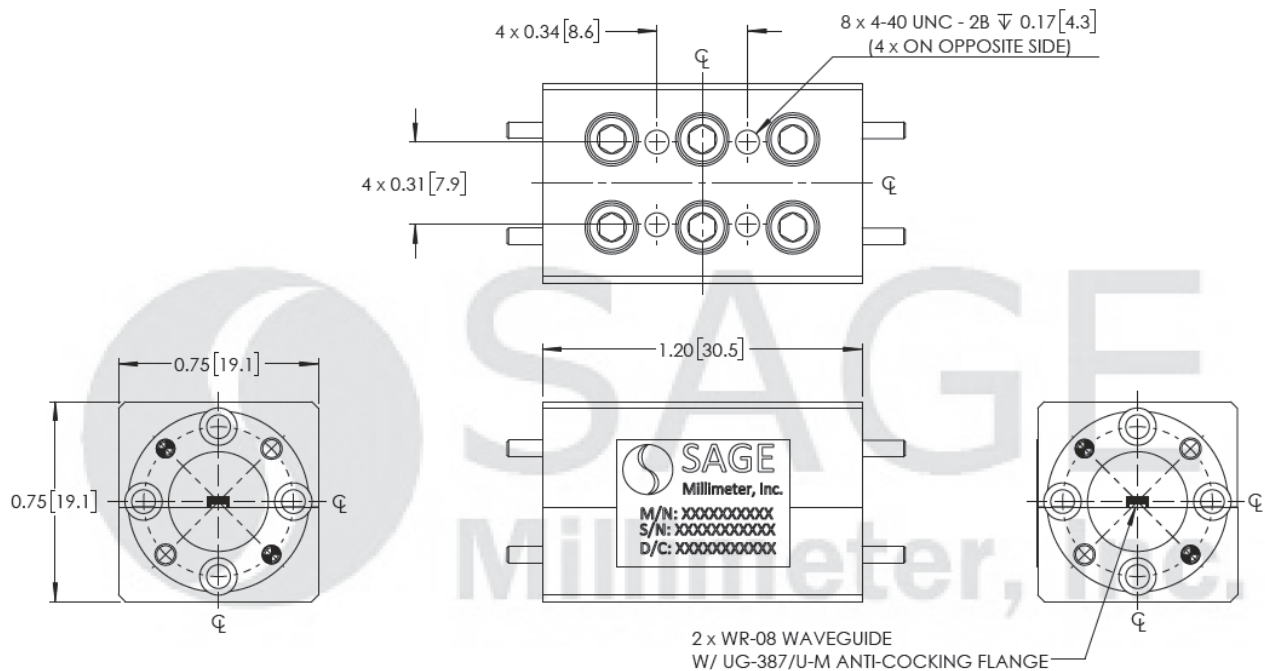 4 x 0.34[8.6]
8 x 4-40 UNC - 2B ↧ 0.17[4.3]
(4 x ON OPPOSITE SIDE)
℄
4 x 0.31[7.9]
℄
SAGE
Millimeter, Inc.
0.75[19.1]
1.20[30.5]
0.75[19.1]
℄
℄
SAGE
Millimeter, Inc.
M/N: XXXXXXXXXX
S/N: XXXXXXXXXXX
D/C: XXXXXXXXXXX
℄
℄
2 x WR-08 WAVEGUIDE
W/ UG-387/U-M ANTI-COCKING FLANGE